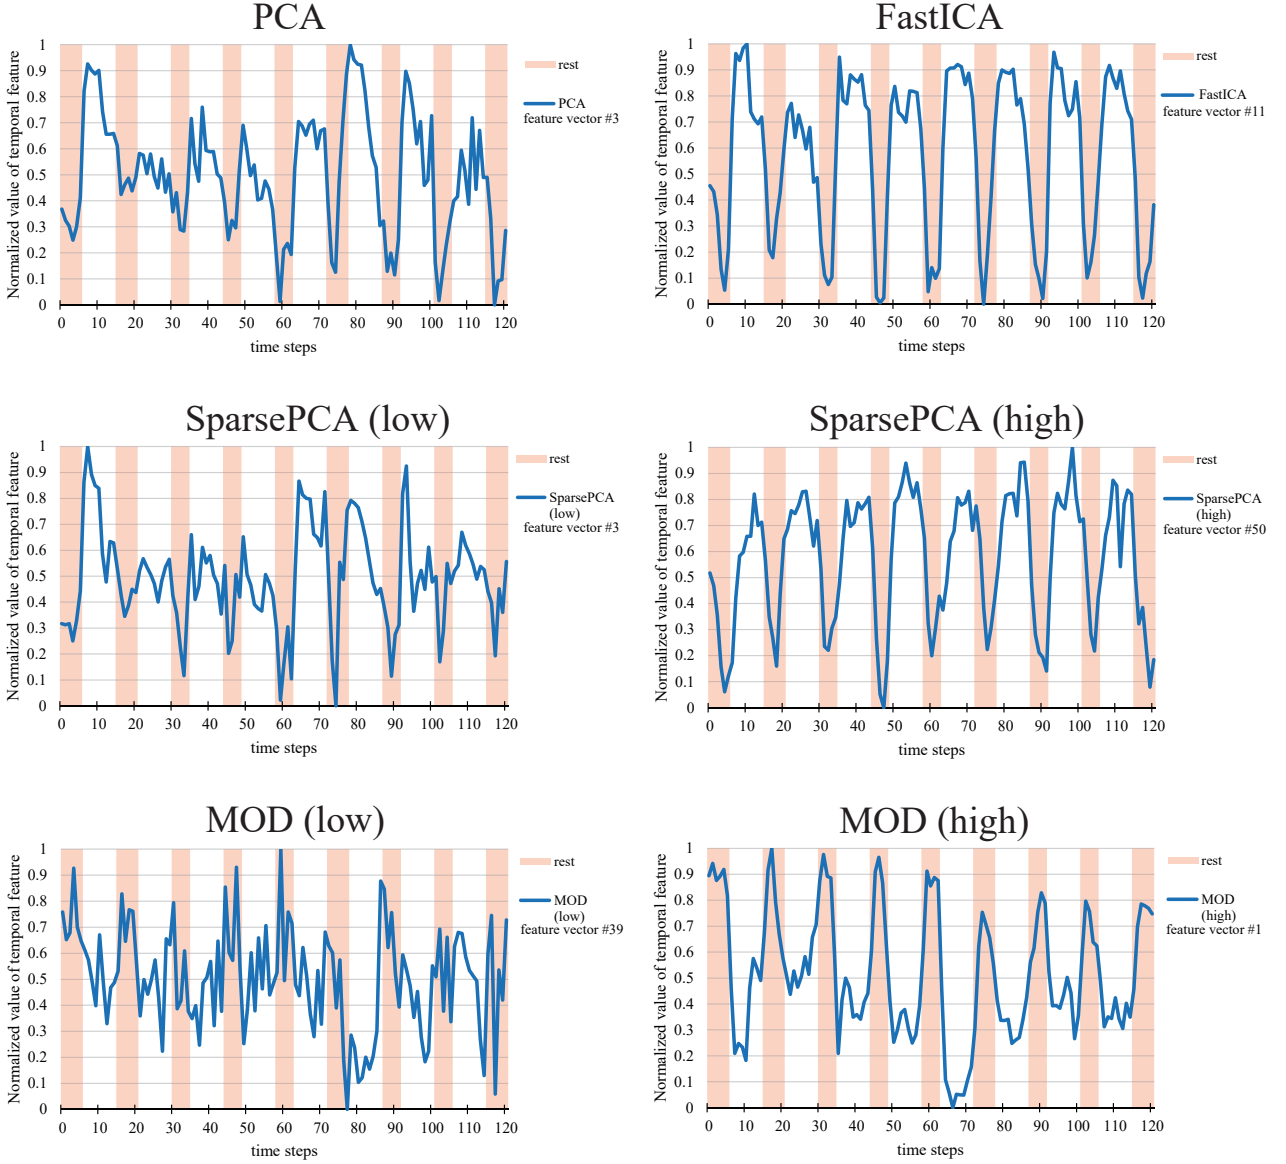 PCA
Normalized value of temporal feature
1
0.9
0.8
0.7
0.6
0.5
0.4
0.3
0.2
0.1
0
0 10 20 30 40 50 60 70 80 90 100 110 120
time steps
rest
PCA
feature vector #3
FastICA
Normalized value of temporal feature
1
0.9
0.8
0.7
0.6
0.5
0.4
0.3
0.2
0.1
0
0 10 20 30 40 50 60 70 80 90 100 110 120
time steps
rest
FastICA
feature vector #11
SparsePCA (low)
Normalized value of temporal feature
1
0.9
0.8
0.7
0.6
0.5
0.4
0.3
0.2
0.1
0
0 10 20 30 40 50 60 70 80 90 100 110 120
time steps
rest
SparsePCA
(low)
feature vector #3
SparsePCA (high)
Normalized value of temporal feature
1
0.9
0.8
0.7
0.6
0.5
0.4
0.3
0.2
0.1
0
0 10 20 30 40 50 60 70 80 90 100 110 120
time steps
rest
SparsePCA
(high)
feature vector #50
MOD (low)
Normalized value of temporal feature
1
0.9
0.8
0.7
0.6
0.5
0.4
0.3
0.2
0.1
0
0 10 20 30 40 50 60 70 80 90 100 110 120
time steps
rest
MOD
(low)
feature vector #39
MOD (high)
Normalized value of temporal feature
1
0.9
0.8
0.7
0.6
0.5
0.4
0.3
0.2
0.1
0
0 10 20 30 40 50 60 70 80 90 100 110 120
time steps
rest
MOD
(high)
feature vector #1